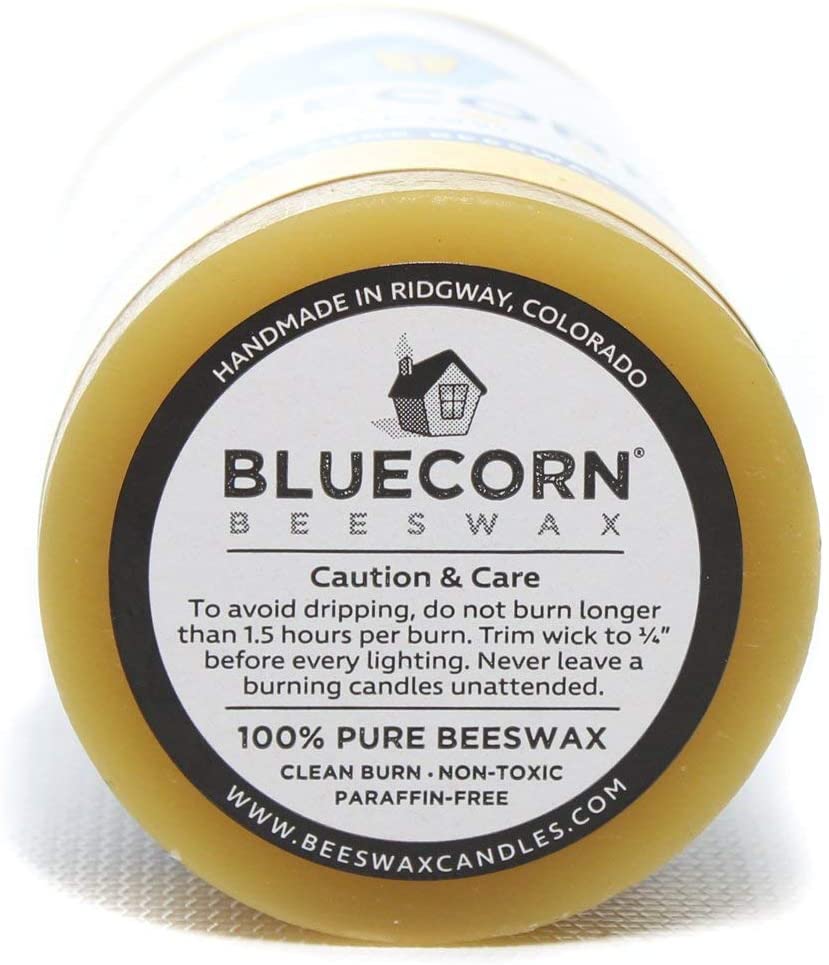 HANDMADE IN RIDGWAY, COLORADO
BLUECORN®
BEESWAX
Caution & Care
To avoid dripping, do not burn longer
than 1.5 hours per burn. Trim wick to ¼”
before every lighting. Never leave a
burning candles unattended.
100% PURE BEESWAX
CLEAN BURN • NON-TOXIC
PARAFFIN-FREE
WWW.BEESWAXCANDLES.COM